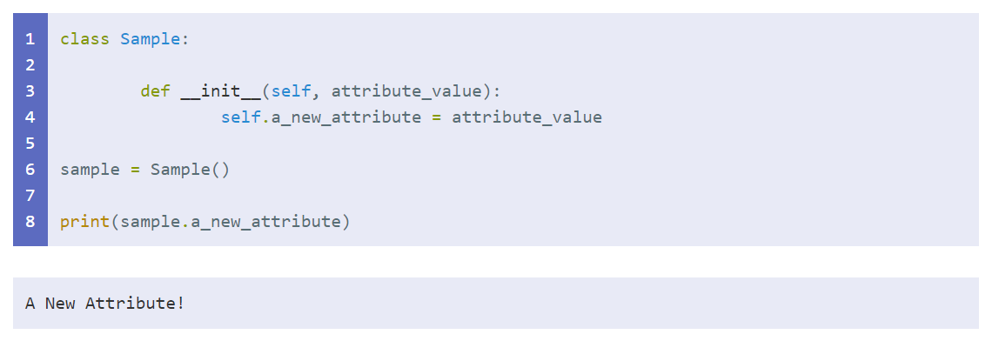 1 class Sample:
2
3 def __init__(self, attribute_value):
4 self.a_new_attribute = attribute_value
5
6 sample = Sample()
7
8 print(sample.a_new_attribute)
A New Attribute!